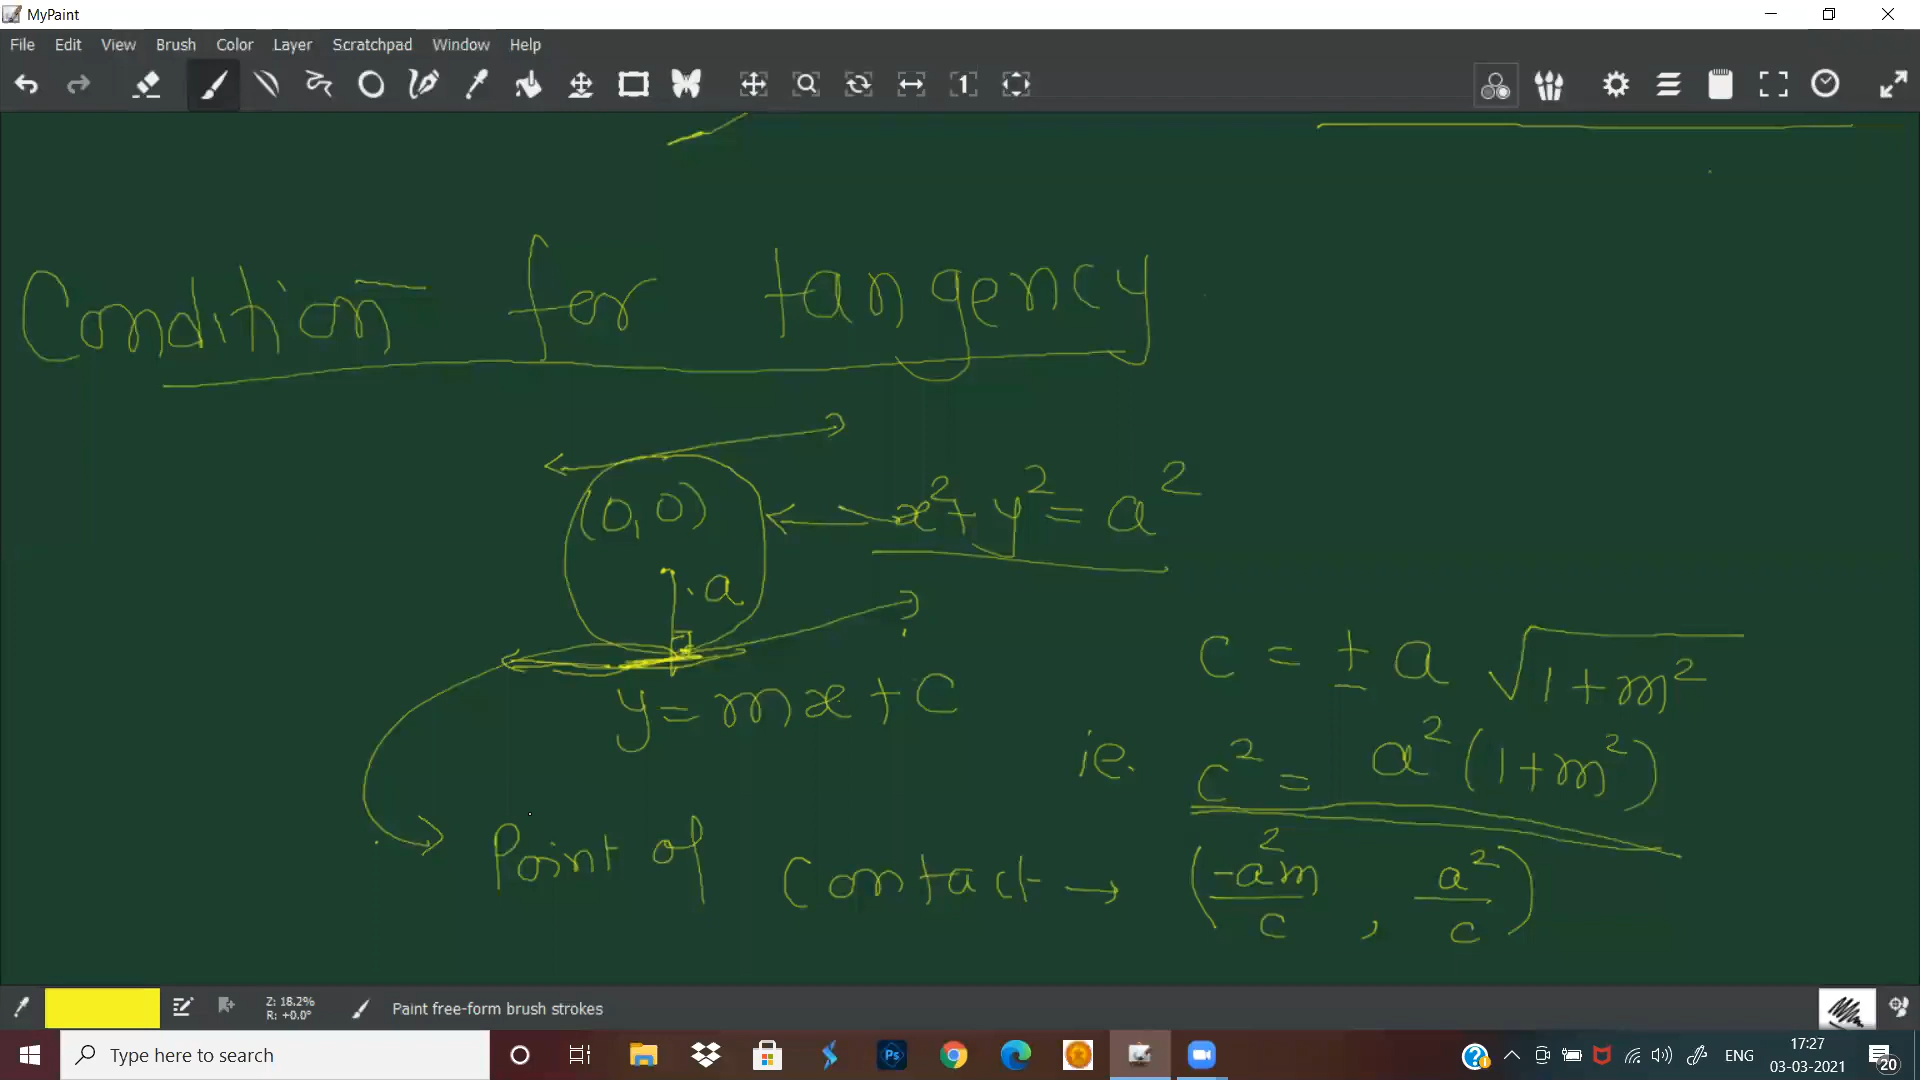 MyPaint
File Edit View Brush Color Layer Scratchpad Window Help
Condition for tangency
(0,0)
x²+y²=a²
a
y=mx+c
c = ± a √1+m²
ie. c² = a²(1+m²)
Point of Contact → (-a²m/c , a²/c)
Z: 18.2%
R: +0.0°
Paint free-form brush strokes
Type here to search
Ps
ENG
17:27
03-03-2021
20